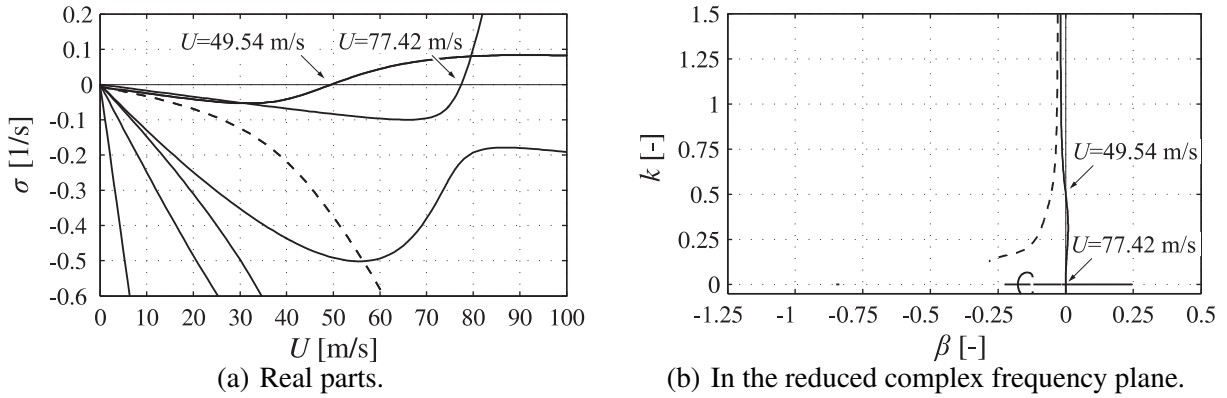 0.2
0.1
0
-0.1
-0.2
-0.3
-0.4
-0.5
-0.6
σ [1/s]
U=49.54 m/s
U=77.42 m/s
0 10 20 30 40 50 60 70 80 90 100
U [m/s]
(a) Real parts.
1.5
1.25
1
0.75
0.5
0.25
0
k [-]
U=49.54 m/s
U=77.42 m/s
-1.25 -1 -0.75 -0.5 -0.25 0 0.25 0.5
β [-]
(b) In the reduced complex frequency plane.